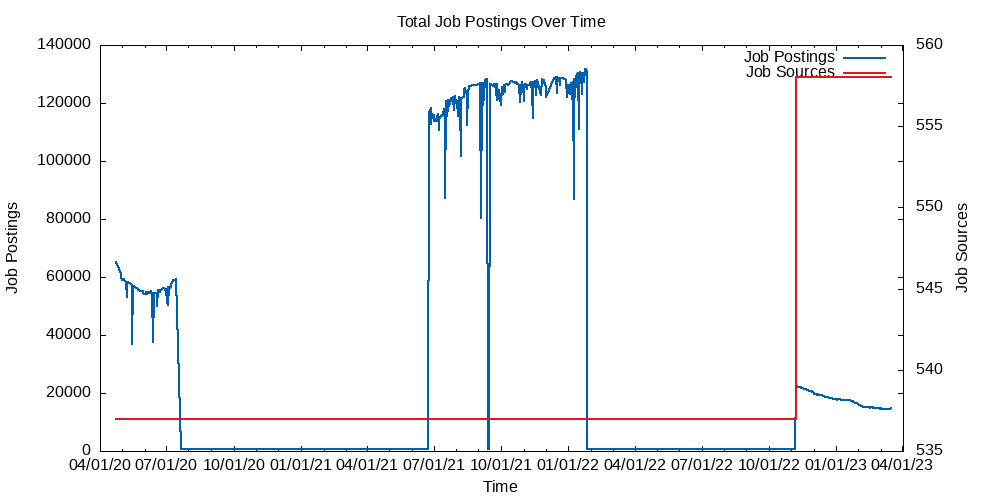 Total Job Postings Over Time
140000
120000
100000
80000
60000
40000
20000
0
560
555
550
545
540
535
Job Postings
Job Sources
Job Postings
Job Sources
04/01/20 07/01/20 10/01/20 01/01/21 04/01/21 07/01/21 10/01/21 01/01/22 04/01/22 07/01/22 10/01/22 01/01/23 04/01/23
Time